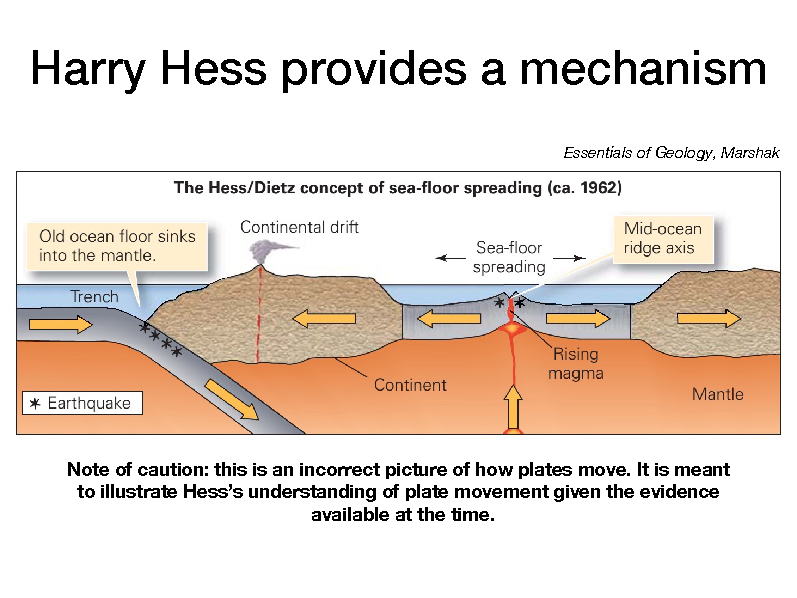 Harry Hess provides a mechanism
Essentials of Geology, Marshak
The Hess/Dietz concept of sea-floor spreading (ca. 1962)
Old ocean floor sinks
into the mantle.
Continental drift
Sea-floor
spreading
Mid-ocean
ridge axis
Trench
Rising
magma
Continent
Mantle
Earthquake
Note of caution: this is an incorrect picture of how plates move. It is meant
to illustrate Hess's understanding of plate movement given the evidence
available at the time.